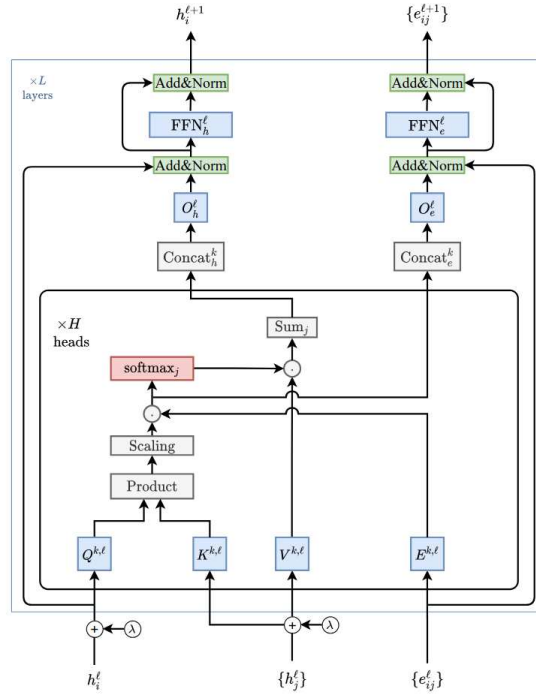 h_i^{ℓ+1} {e_{ij}^{ℓ+1}}
×L
layers
Add&Norm Add&Norm
FFN_h^ℓ FFN_e^ℓ
Add&Norm Add&Norm
O_h^ℓ O_e^ℓ
Concat_h^k Concat_e^k
×H
heads
Sum_j
softmax_j
·
·
Scaling
Product
Q^{k,ℓ} K^{k,ℓ} V^{k,ℓ} E^{k,ℓ}
+ λ + λ
h_i^ℓ {h_j^ℓ} {e_{ij}^ℓ}